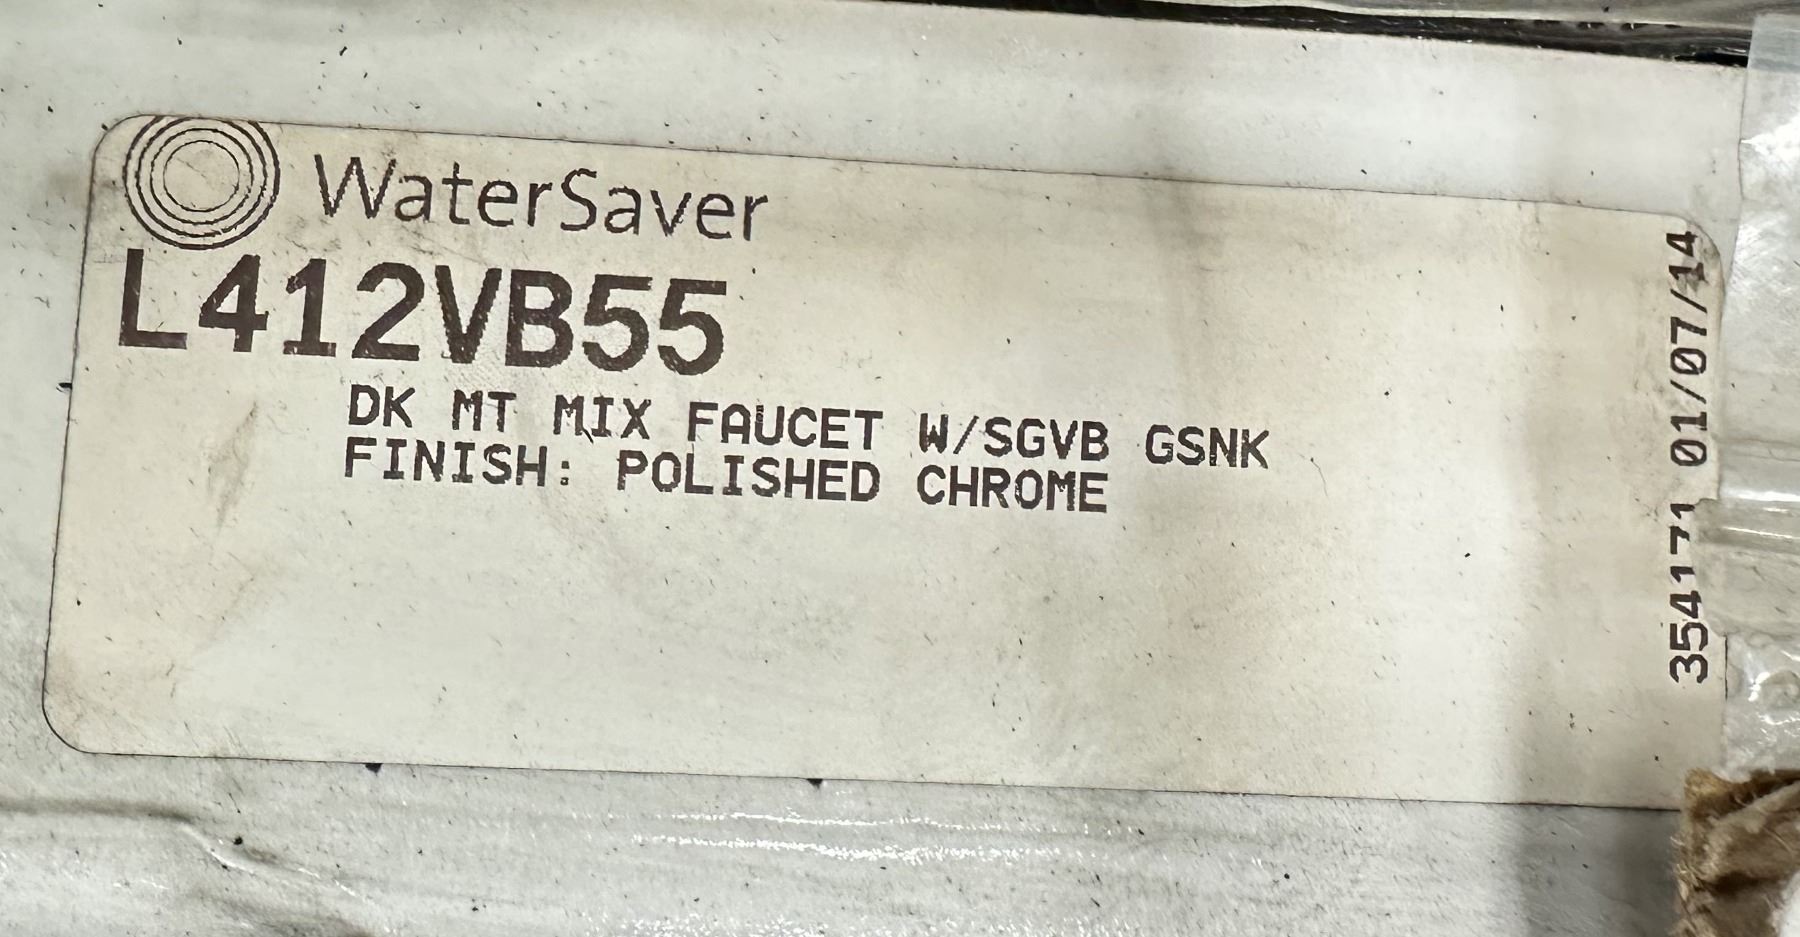 WaterSaver
L412VB55
DK MT MIX FAUCET W/SGVB GSNK
FINISH: POLISHED CHROME
354171 01/07/14